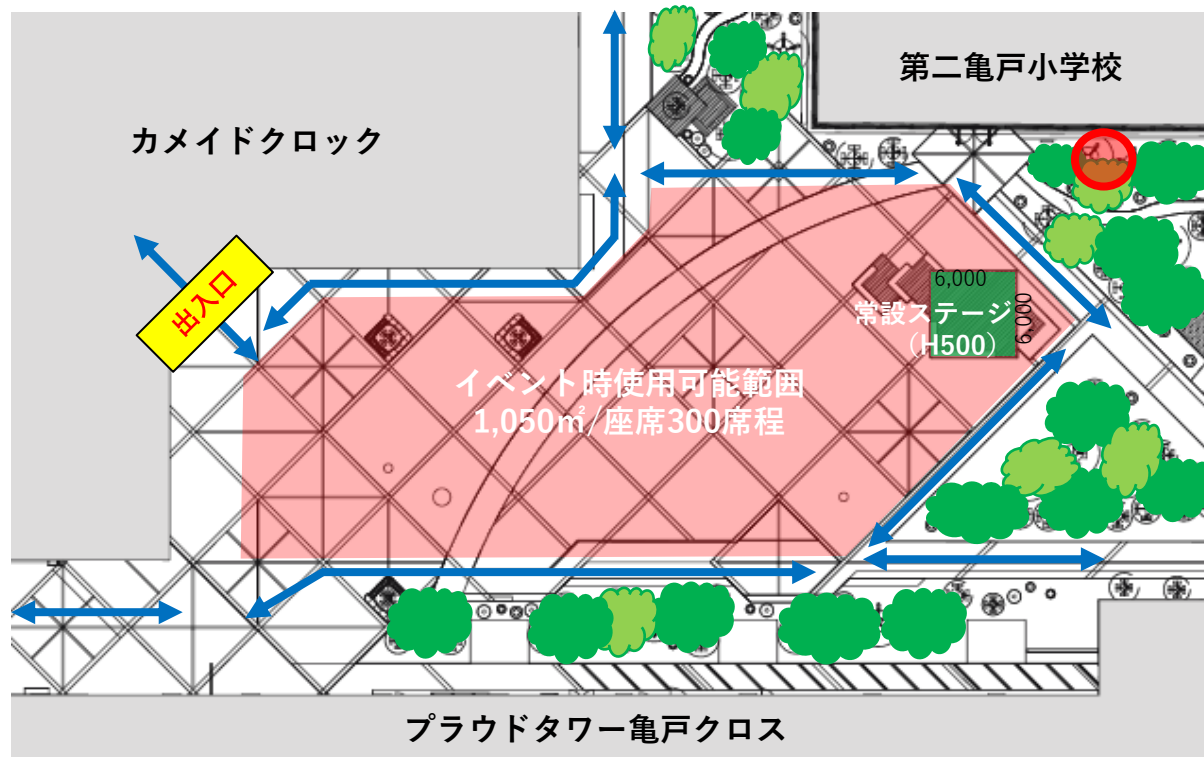 第二亀戸小学校
カメイドクロック
出入口
6,000
6,000
常設ステージ
（H500）
イベント時使用可能範囲
1,050㎡/座席300席程
プラウドタワー亀戸クロス